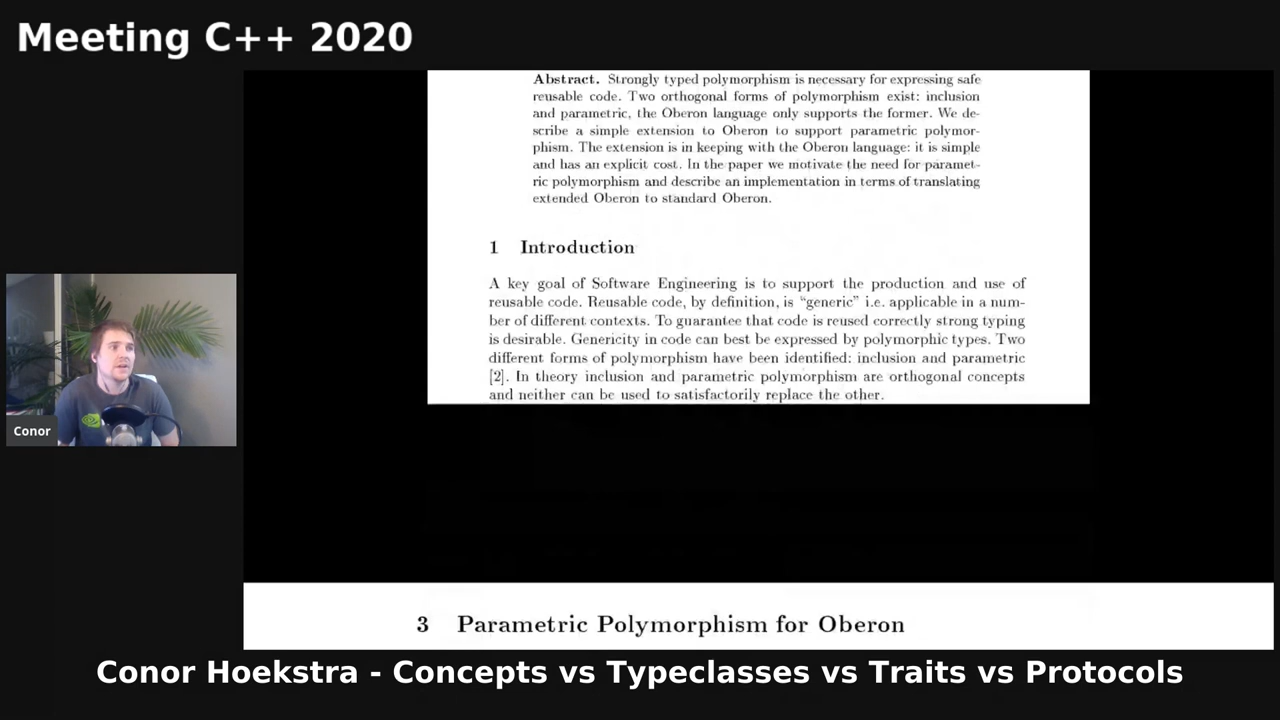 Meeting C++ 2020
Abstract. Strongly typed polymorphism is necessary for expressing safe
reusable code. Two orthogonal forms of polymorphism exist: inclusion
and parametric, the Oberon language only supports the former. We de-
scribe a simple extension to Oberon to support parametric polymor-
phism. The extension is in keeping with the Oberon language: it is simple
and has an explicit cost. In the paper we motivate the need for paramet-
ric polymorphism and describe an implementation in terms of translating
extended Oberon to standard Oberon.
1 Introduction
A key goal of Software Engineering is to support the production and use of
reusable code. Reusable code, by definition, is “generic” i.e. applicable in a num-
ber of different contexts. To guarantee that code is reused correctly strong typing
is desirable. Genericity in code can best be expressed by polymorphic types. Two
different forms of polymorphism have been identified: inclusion and parametric
[2]. In theory inclusion and parametric polymorphism are orthogonal concepts
and neither can be used to satisfactorily replace the other.
Conor
3 Parametric Polymorphism for Oberon
Conor Hoekstra - Concepts vs Typeclasses vs Traits vs Protocols